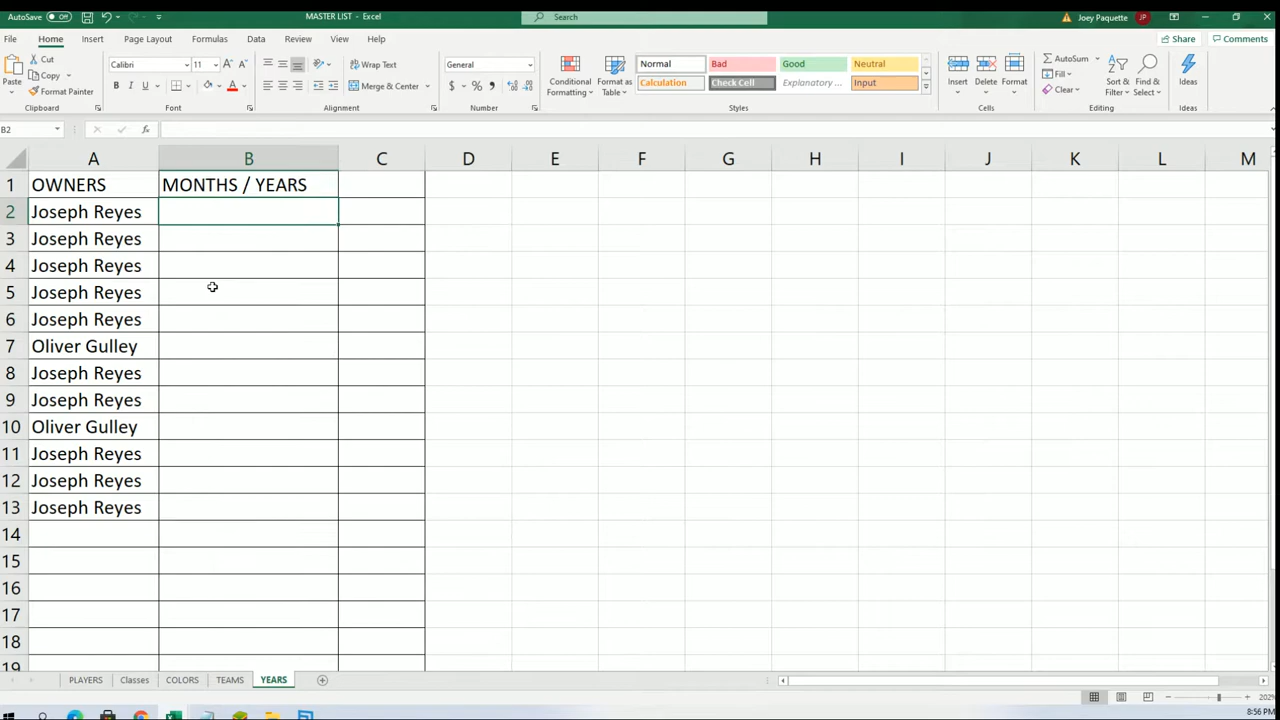 AutoSave Off MASTER LIST - Excel Search Joey Paquette JP
File Home Insert Page Layout Formulas Data Review View Help Share Comments
Paste Cut Copy Format Painter Clipboard
Calibri 11 A A B I U A Font
Wrap Text Merge & Center Alignment
General $ % , Number
Conditional Formatting Format as Table
Normal Bad Good Neutral
Calculation Check Cell Explanatory ... Input
Styles
Insert Delete Format Cells
AutoSum Fill Clear Sort & Filter Find & Select Editing
Ideas Ideas
B2 fx
A B C D E F G H I J K L M
1 OWNERS MONTHS / YEARS
2 Joseph Reyes
3 Joseph Reyes
4 Joseph Reyes
5 Joseph Reyes
6 Joseph Reyes
7 Oliver Gulley
8 Joseph Reyes
9 Joseph Reyes
10 Oliver Gulley
11 Joseph Reyes
12 Joseph Reyes
13 Joseph Reyes
14
15
16
17
18
19
PLAYERS Classes COLORS TEAMS YEARS
8:56 PM